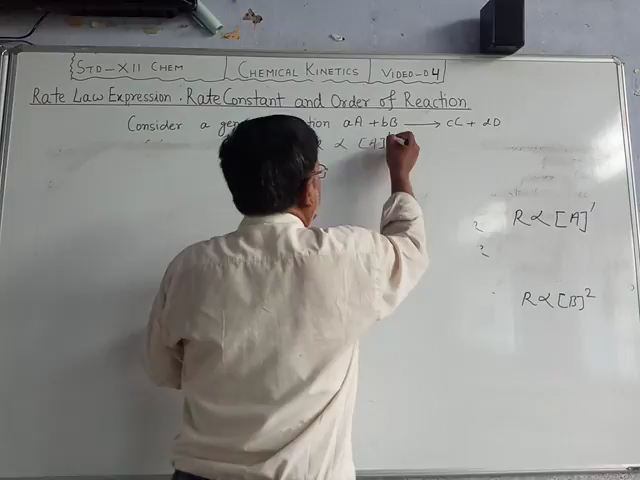 STD-XII CHEM CHEMICAL KINETICS VIDEO-04
Rate Law Expression. Rate Constant and Order of Reaction
Consider a aA + bB ⟶ cC + dD
R ∝ [A]
R ∝ [A]¹
R ∝ [B]²